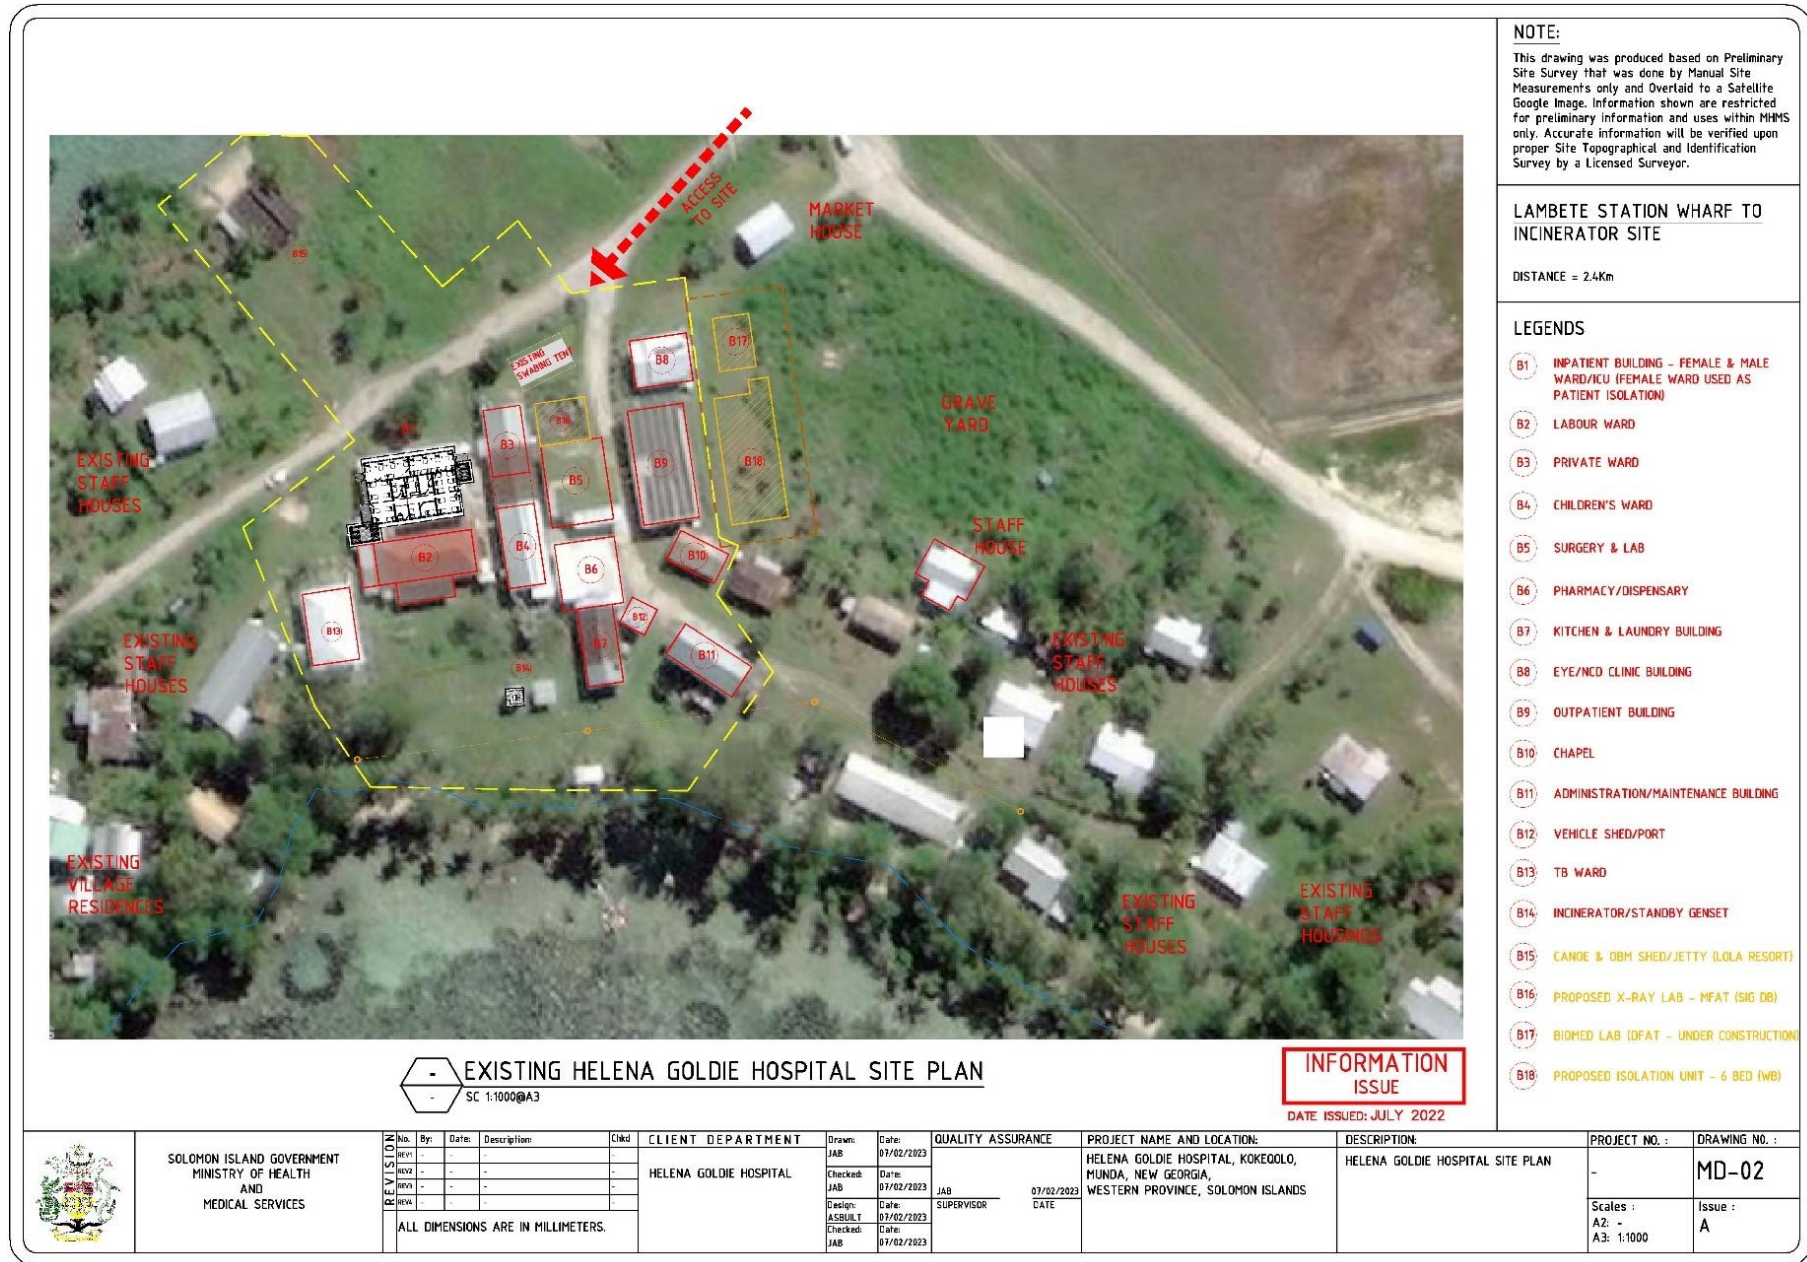 NOTE:
This drawing was produced based on Preliminary
Site Survey that was done by Manual Site
Measurements only and Overlaid to a Satellite
Google Image. Information shown are restricted
for preliminary information and uses within MHMS
only. Accurate information will be verified upon
proper Site Topographical and Identification
Survey by a Licensed Surveyor.
LAMBETE STATION WHARF TO
INCINERATOR SITE
DISTANCE = 2.4Km
LEGENDS
B1 INPATIENT BUILDING - FEMALE & MALE
WARD/ICU (FEMALE WARD USED AS
PATIENT ISOLATION)
B2 LABOUR WARD
B3 PRIVATE WARD
B4 CHILDREN'S WARD
B5 SURGERY & LAB
B6 PHARMACY/DISPENSARY
B7 KITCHEN & LAUNDRY BUILDING
B8 EYE/NCD CLINIC BUILDING
B9 OUTPATIENT BUILDING
B10 CHAPEL
B11 ADMINISTRATION/MAINTENANCE BUILDING
B12 VEHICLE SHED/PORT
B13 TB WARD
B14 INCINERATOR/STANDBY GENSET
B15 CANOE & OBM SHED/JETTY (LOLA RESORT)
B16 PROPOSED X-RAY LAB - MFAT (SIG DB)
B17 BIOMED LAB (DFAT - UNDER CONSTRUCTION)
B18 PROPOSED ISOLATION UNIT - 6 BED (WB)
ACCESS
TO SITE
MARKET
HOUSE
B15
EXISTING
SWABING TENT
B8
B17
B16
B3
B5
B9
B18
GRAVE
YARD
EXISTING
STAFF
HOUSES
B2
B4
B6
B10
STAFF
HOUSE
B13
B12
B7
B11
B14
EXISTING
STAFF
HOUSES
EXISTING
STAFF
HOUSES
EXISTING
VILLAGE
RESIDENCES
EXISTING
STAFF
HOUSES
EXISTING
STAFF
HOUSINGS
EXISTING HELENA GOLDIE HOSPITAL SITE PLAN
SC 1:1000@A3
INFORMATION
ISSUE
DATE ISSUED: JULY 2022
SOLOMON ISLAND GOVERNMENT
MINISTRY OF HEALTH
AND
MEDICAL SERVICES
REVISION
No. By: Date: Description: Chkd
REV1 - - - -
REV2 - - - -
REV3 - - - -
REV4 - - - -
ALL DIMENSIONS ARE IN MILLIMETERS.
CLIENT DEPARTMENT
HELENA GOLDIE HOSPITAL
Drawn: Date:
JAB 07/02/2023
Checked: Date:
JAB 07/02/2023
Design: Date:
ASBUILT 07/02/2023
Checked: Date:
JAB 07/02/2023
QUALITY ASSURANCE
JAB 07/02/2023
SUPERVISOR DATE
PROJECT NAME AND LOCATION:
HELENA GOLDIE HOSPITAL, KOKEQOLO,
MUNDA, NEW GEORGIA,
WESTERN PROVINCE, SOLOMON ISLANDS
DESCRIPTION:
HELENA GOLDIE HOSPITAL SITE PLAN
PROJECT NO. :
-
DRAWING NO. :
MD-02
Scales :
A2: -
A3: 1:1000
Issue :
A